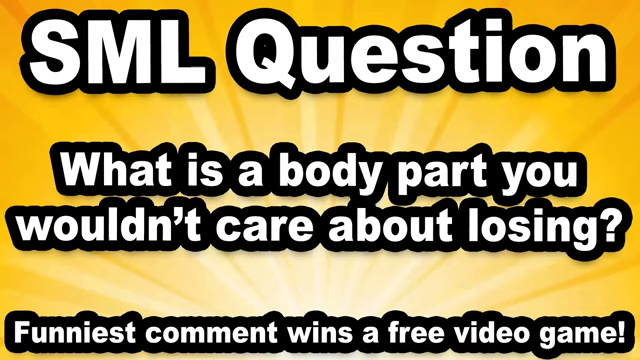 SML Question
What is a body part you
wouldn’t care about losing?
Funniest comment wins a free video game!